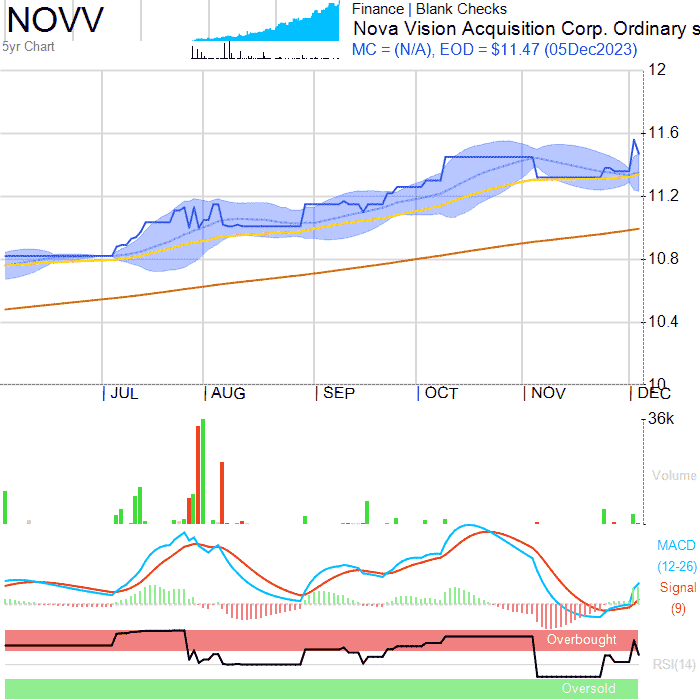 NOVV
5yr Chart
Finance | Blank Checks
Nova Vision Acquisition Corp. Ordinary s
MC = (N/A), EOD = $11.47 (05Dec2023)
12
11.6
11.2
10.8
10.4
10
JUL AUG SEP OCT NOV DEC
36k
Volume
MACD
(12-26)
Signal
(9)
Overbought
RSI(14)
Oversold